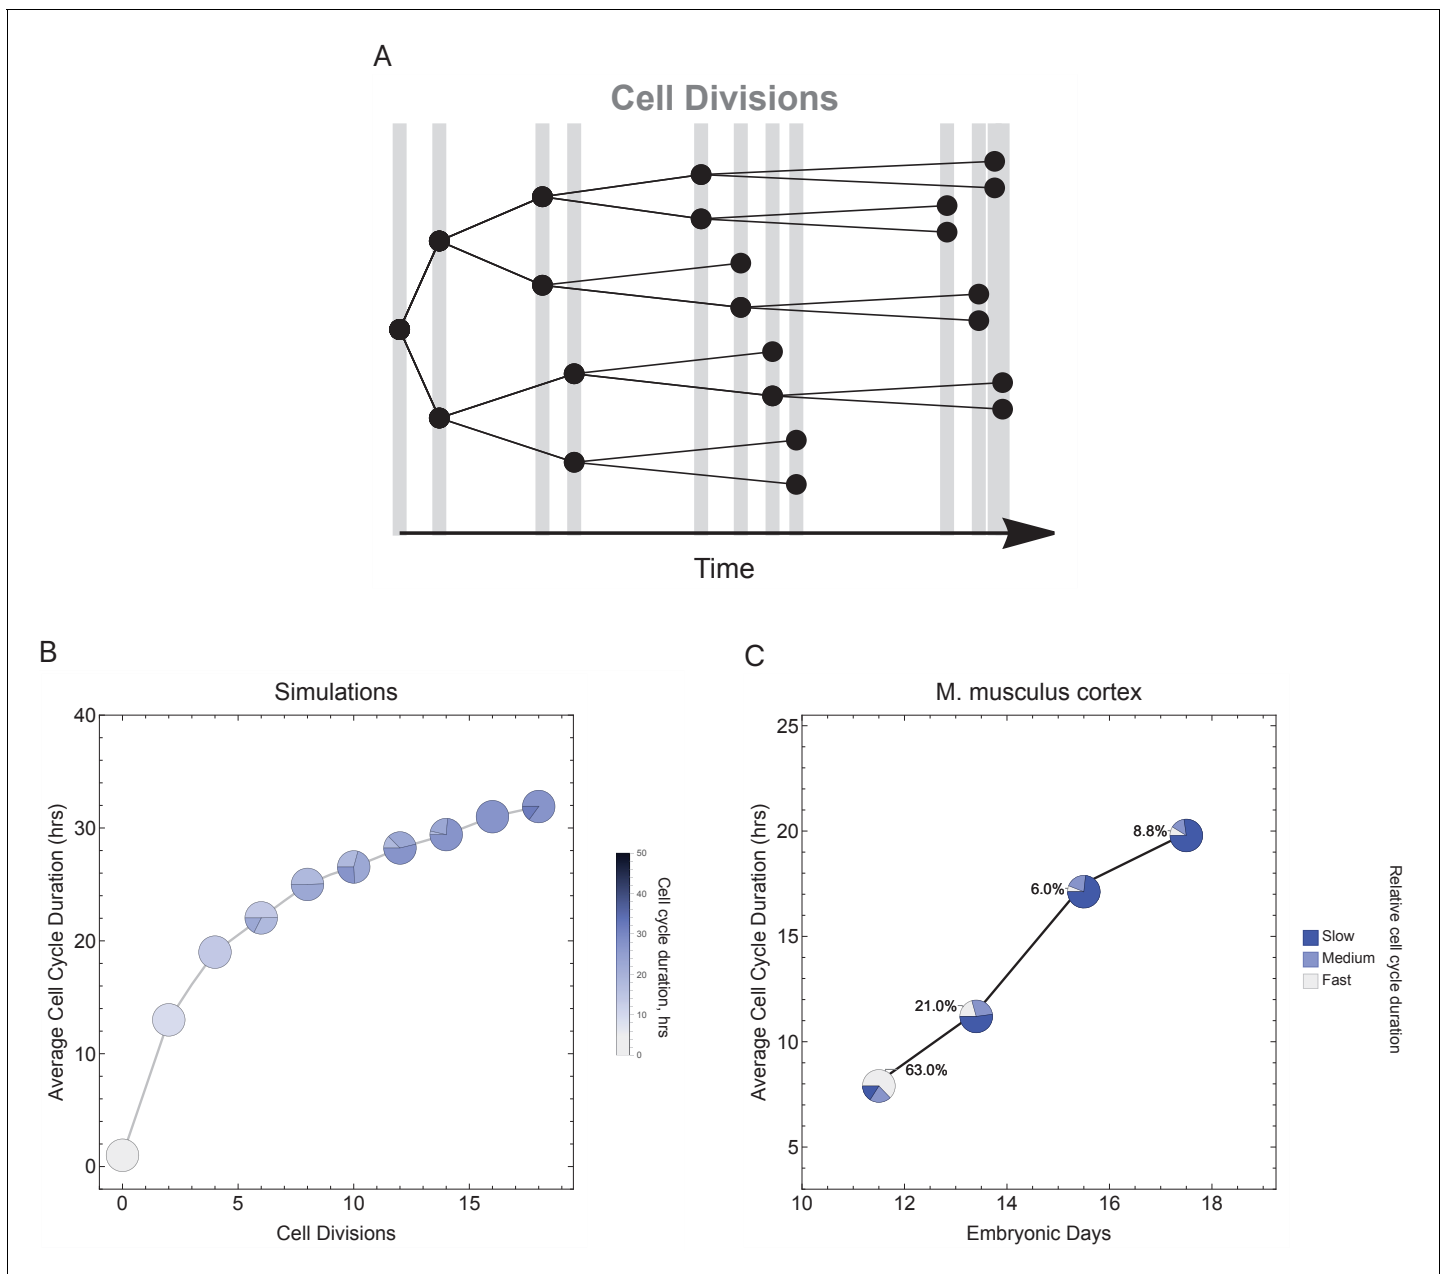 A
Cell Divisions
Time
B
Simulations
Average Cell Cycle Duration (hrs)
40
30
20
10
0
0
5
10
15
Cell Divisions
50
40
30
20
10
0
Cell cycle duration, hrs
C
M. musculus cortex
Average Cell Cycle Duration (hrs)
25
20
15
10
5
8.8%
6.0%
21.0%
63.0%
10
12
14
16
18
Embryonic Days
Slow
Medium
Fast
Relative cell cycle duration